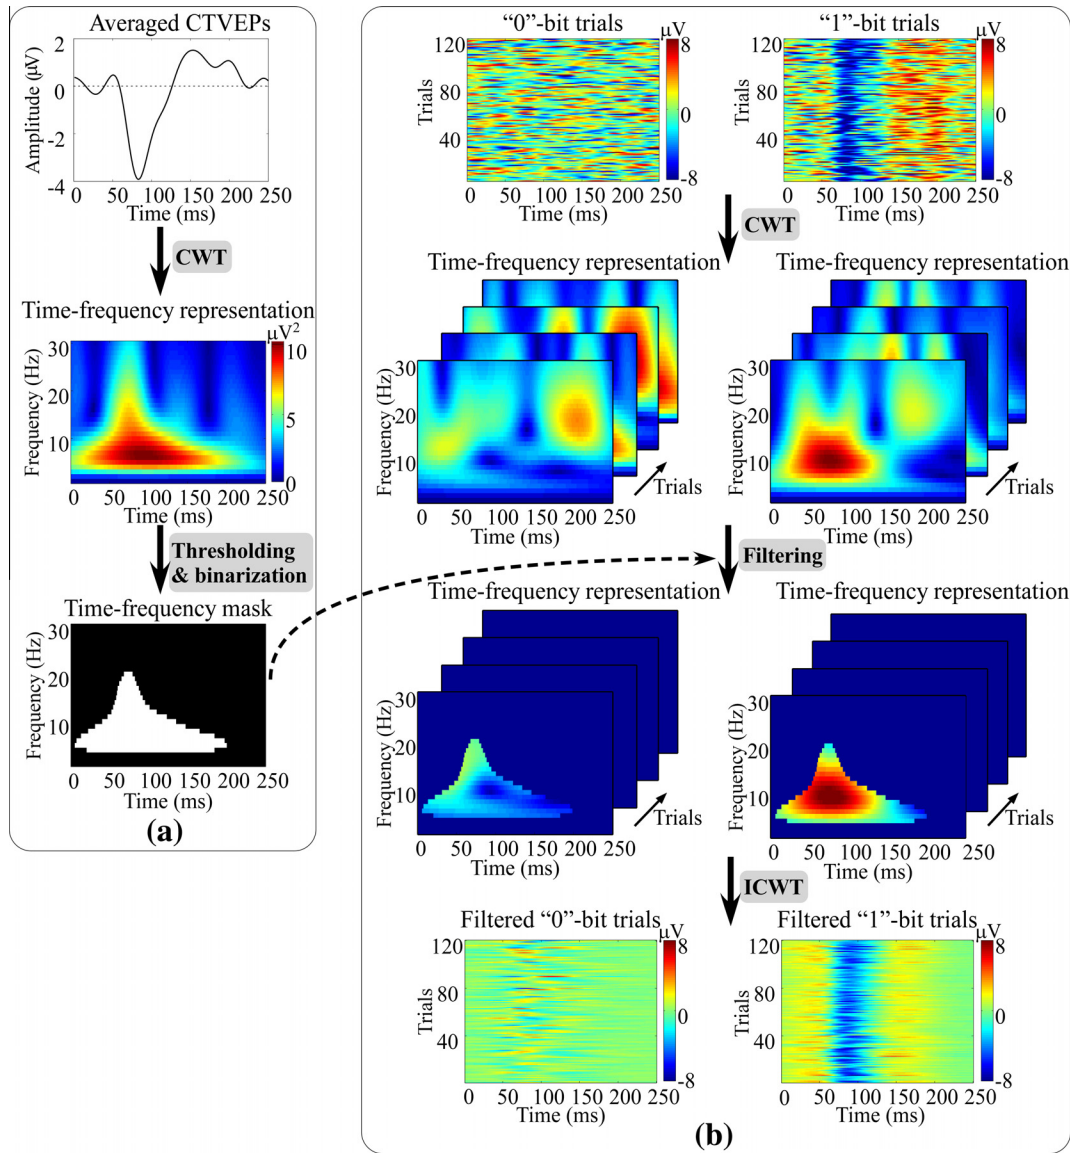 Averaged CTVEPs
Amplitude (μV)
2
0
-2
-4
0 50 100 150 200 250
Time (ms)
CWT
Time-frequency representation
μV²
Frequency (Hz)
30
20
10
10
5
0
0 50 100 150 200 250
Time (ms)
Thresholding
& binarization
Time-frequency mask
Frequency (Hz)
30
20
10
0 50 100 150 200 250
Time (ms)
(a)
"0"-bit trials
μV
Trials
120
80
40
8
0
-8
0 50 100 150 200 250
Time (ms)
"1"-bit trials
μV
Trials
120
80
40
8
0
-8
0 50 100 150 200 250
Time (ms)
CWT
Time-frequency representation
Frequency (Hz)
30
20
10
0 50 100 150 200 250
Time (ms)
Trials
Time-frequency representation
Frequency (Hz)
30
20
10
0 50 100 150 200 250
Time (ms)
Trials
Filtering
Time-frequency representation
Frequency (Hz)
30
20
10
0 50 100 150 200 250
Time (ms)
Trials
Time-frequency representation
Frequency (Hz)
30
20
10
0 50 100 150 200 250
Time (ms)
Trials
ICWT
Filtered "0"-bit trials
μV
Trials
120
80
40
8
0
-8
0 50 100 150 200 250
Time (ms)
Filtered "1"-bit trials
μV
Trials
120
80
40
8
0
-8
0 50 100 150 200 250
Time (ms)
(b)